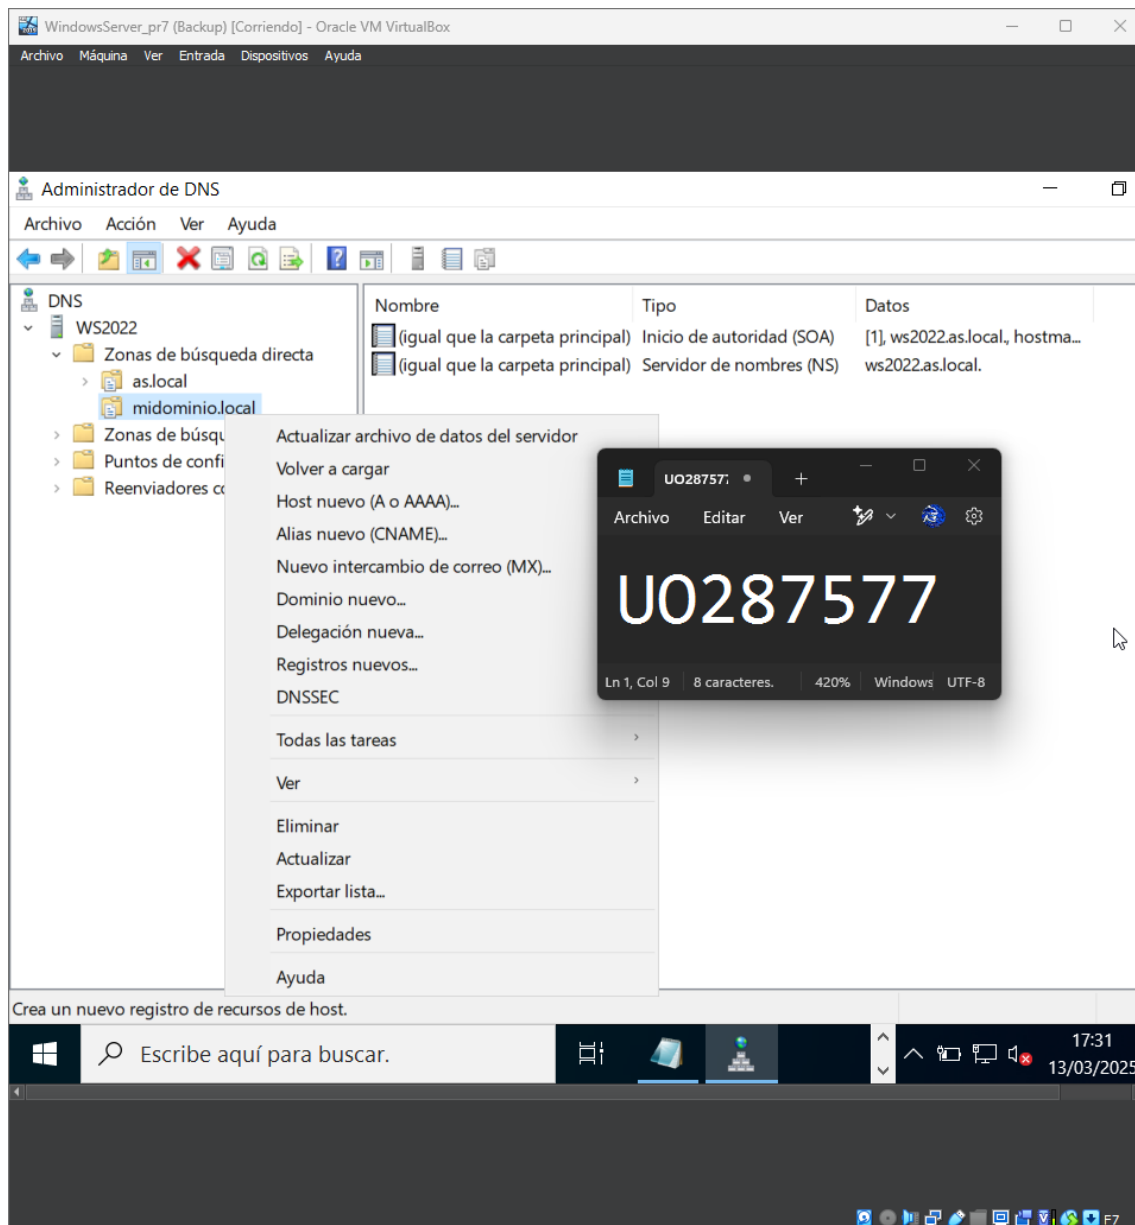 WindowsServer_pr7 (Backup) [Corriendo] - Oracle VM VirtualBox
Archivo Máquina Ver Entrada Dispositivos Ayuda
Administrador de DNS
Archivo Acción Ver Ayuda
DNS
WS2022
Zonas de búsqueda directa
as.local
midominio.local
Zonas de búsqu
Puntos de confi
Reenviadores co
Nombre Tipo Datos
(igual que la carpeta principal) Inicio de autoridad (SOA) [1], ws2022.as.local., hostma...
(igual que la carpeta principal) Servidor de nombres (NS) ws2022.as.local.
Actualizar archivo de datos del servidor
Volver a cargar
Host nuevo (A o AAAA)...
Alias nuevo (CNAME)...
Nuevo intercambio de correo (MX)...
Dominio nuevo...
Delegación nueva...
Registros nuevos...
DNSSEC
Todas las tareas
Ver
Eliminar
Actualizar
Exportar lista...
Propiedades
Ayuda
UO287577
Archivo Editar Ver
UO287577
Ln 1, Col 9 8 caracteres. 420% Windows UTF-8
Crea un nuevo registro de recursos de host.
Escribe aquí para buscar.
17:31
13/03/2025